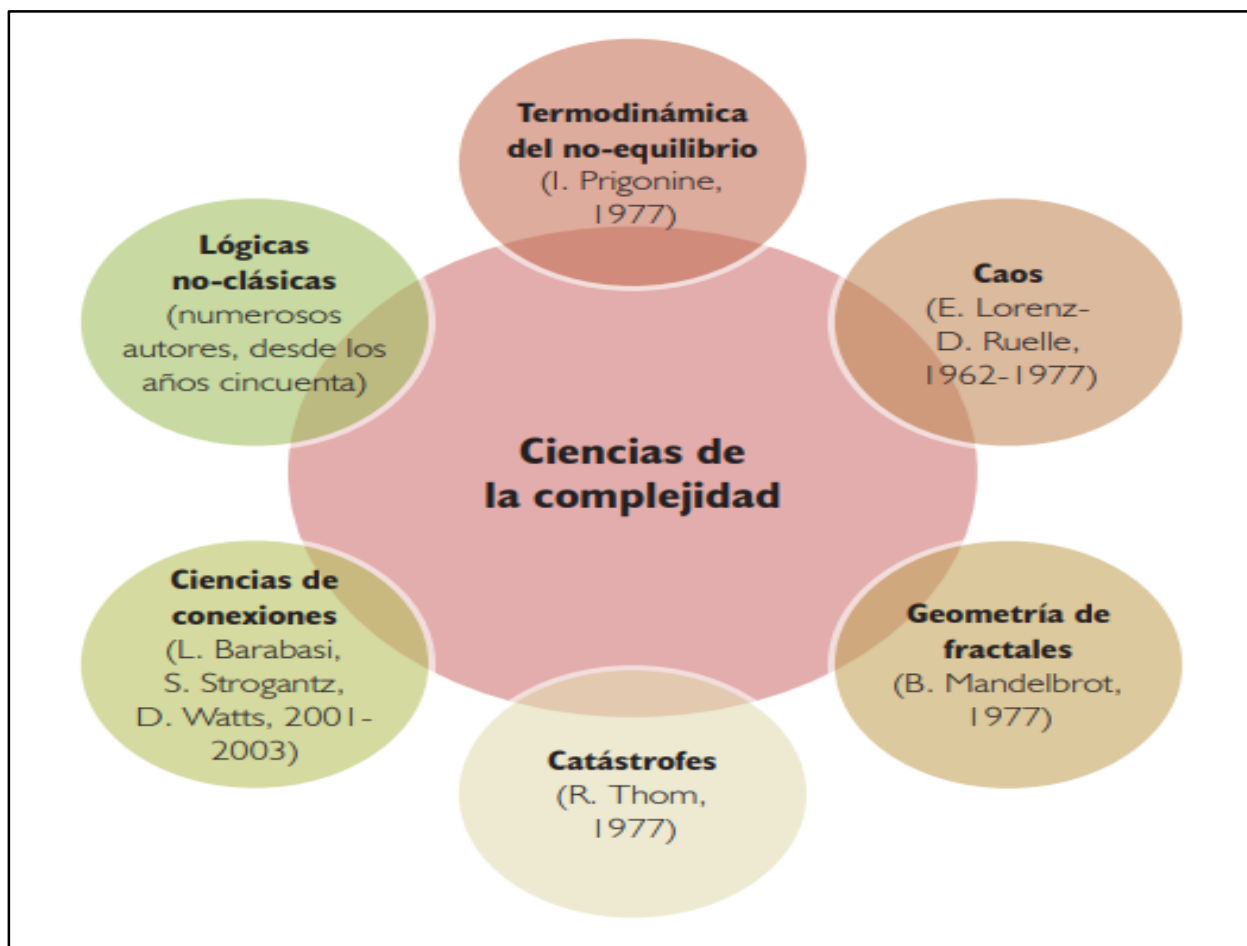 Termodinámica
del no-equilibrio
(I. Prigonine,
1977)
Lógicas
no-clásicas
(numerosos
autores, desde los
años cincuenta)
Caos
(E. Lorenz-
D. Ruelle,
1962-1977)
Ciencias de
la complejidad
Ciencias de
conexiones
(L. Barabasi,
S. Strogantz,
D. Watts, 2001-
2003)
Geometría de
fractales
(B. Mandelbrot,
1977)
Catástrofes
(R. Thom,
1977)